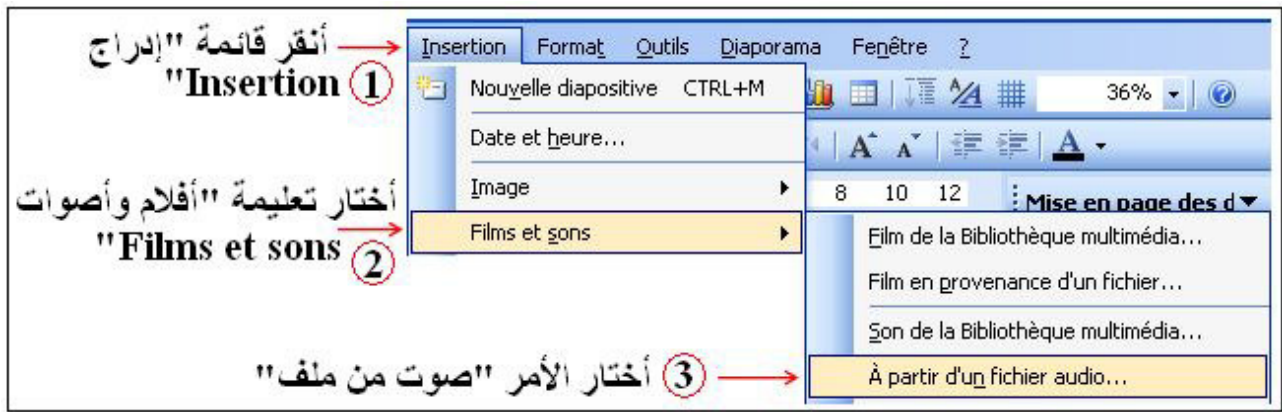 أنقر قائمة "إدراج
Insertion" 1
Insertion Format Outils Diaporama Fenêtre ?
Nouvelle diapositive CTRL+M
36%
Date et heure...
A A A
Image
8 10 12
Mise en page des d
أختار تعليمة "أفلام وأصوات
Films et sons" 2
Films et sons
Film de la Bibliothèque multimédia...
Film en provenance d'un fichier...
Son de la Bibliothèque multimédia...
3 أختار الأمر "صوت من ملف"
À partir d'un fichier audio...